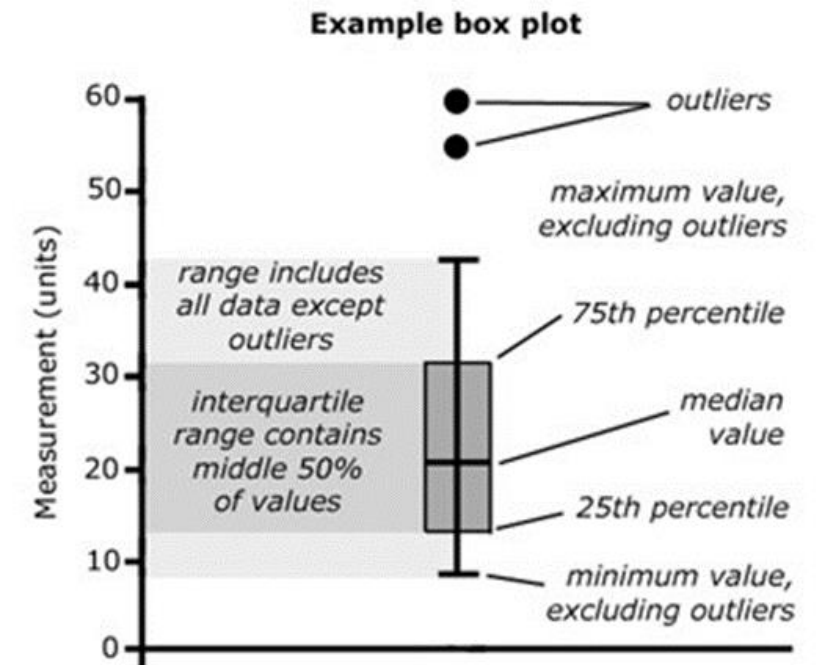 Example box plot
60
outliers
50
maximum value,
excluding outliers
Measurement (units)
40
range includes
all data except
outliers
75th percentile
30
interquartile
range contains
middle 50%
of values
median
value
20
25th percentile
10
minimum value,
excluding outliers
0